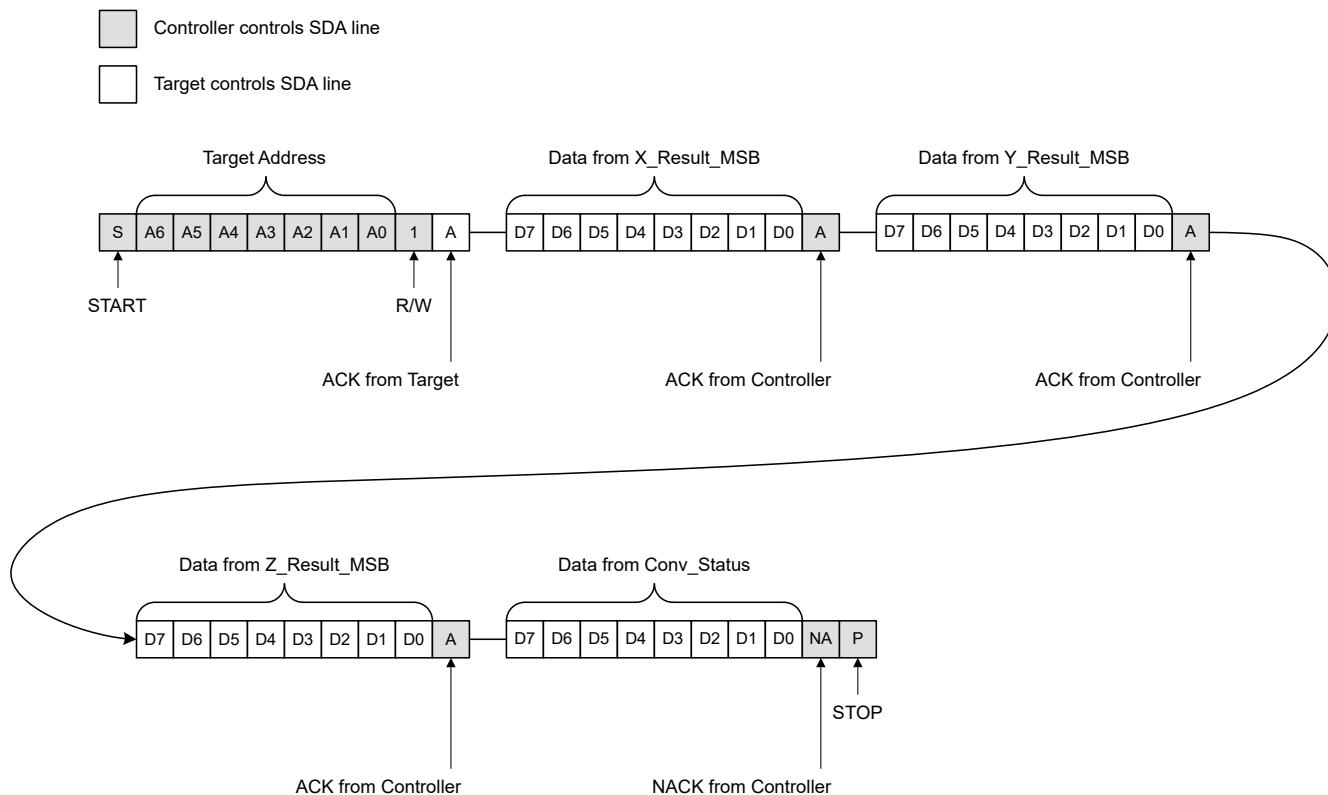 Controller controls SDA line
Target controls SDA line
Target Address
Data from X_Result_MSB
Data from Y_Result_MSB
S A6 A5 A4 A3 A2 A1 A0 1 A D7 D6 D5 D4 D3 D2 D1 D0 A D7 D6 D5 D4 D3 D2 D1 D0 A
START
R/W
ACK from Target
ACK from Controller
ACK from Controller
Data from Z_Result_MSB
Data from Conv_Status
D7 D6 D5 D4 D3 D2 D1 D0 A D7 D6 D5 D4 D3 D2 D1 D0 NA P
STOP
ACK from Controller
NACK from Controller